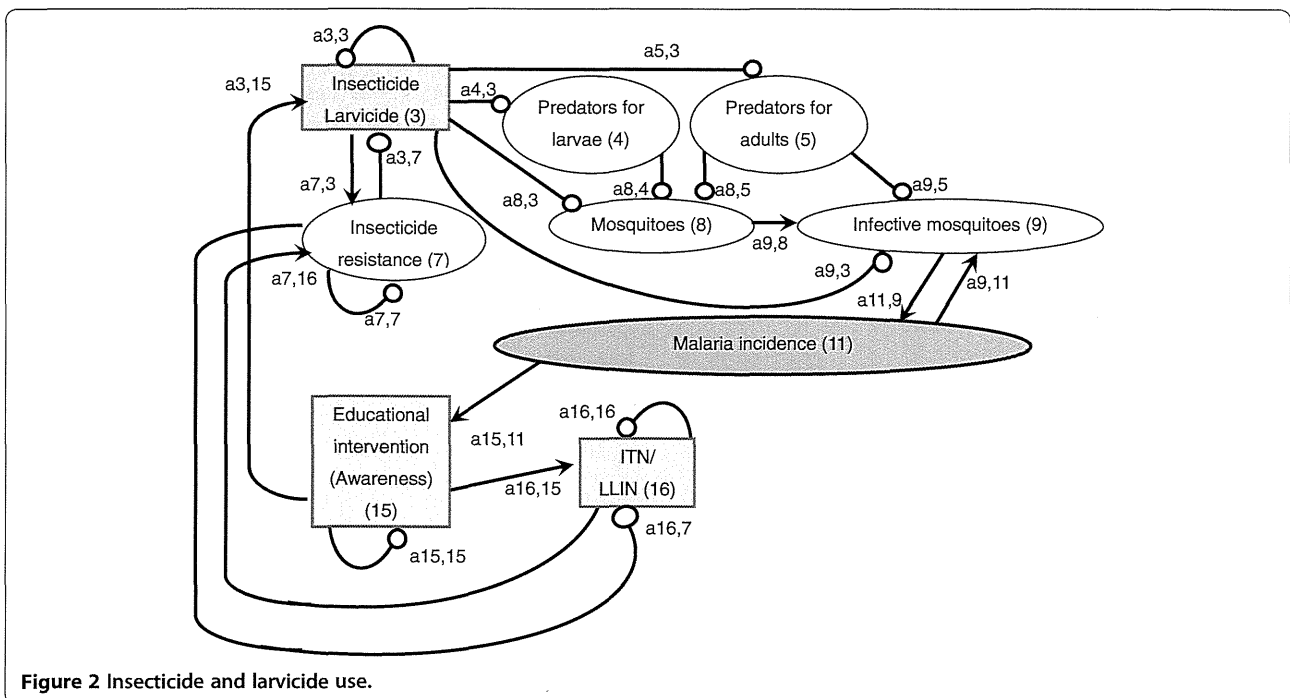 a3,3
a5,3
a3,15
Insecticide
Larvicide (3)
a4,3
Predators for
larvae (4)
Predators for
adults (5)
a3,7
a7,3
a8,3
a8,4
a8,5
a9,5
Insecticide
resistance (7)
Mosquitoes (8)
a9,8
Infective mosquitoes (9)
a7,16
a9,3
a9,11
a11,9
a7,7
Malaria incidence (11)
Educational
intervention
(Awareness)
(15)
a15,11
a16,16
ITN/
LLIN (16)
a16,15
a16,7
a15,15
Figure 2 Insecticide and larvicide use.